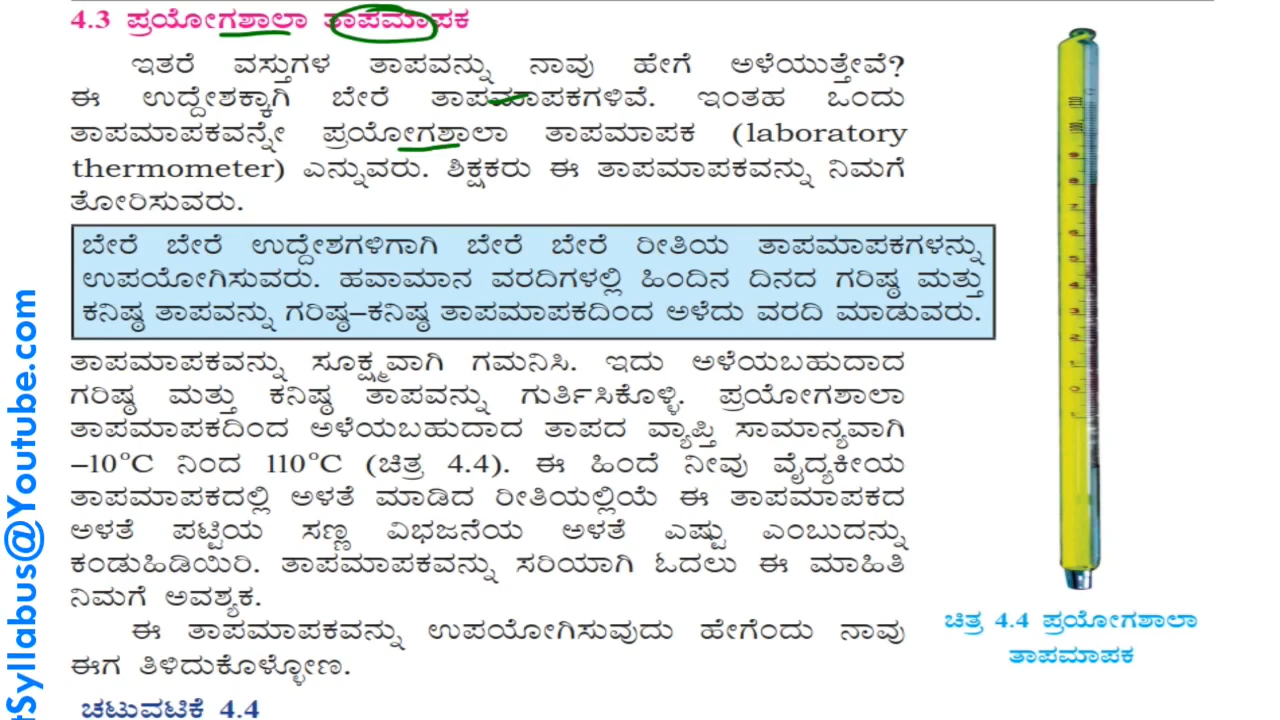 4.3 ಪ್ರಯೋಗಶಾಲಾ ತಾಪಮಾಪಕ
ಇತರೆ ವಸ್ತುಗಳ ತಾಪವನ್ನು ನಾವು ಹೇಗೆ ಅಳೆಯುತ್ತೇವೆ?
ಈ ಉದ್ದೇಶಕ್ಕಾಗಿ ಬೇರೆ ತಾಪಮಾಪಕಗಳಿವೆ. ಇಂತಹ ಒಂದು
ತಾಪಮಾಪಕವನ್ನೇ ಪ್ರಯೋಗಶಾಲಾ ತಾಪಮಾಪಕ (laboratory
thermometer) ಎನ್ನುವರು. ಶಿಕ್ಷಕರು ಈ ತಾಪಮಾಪಕವನ್ನು ನಿಮಗೆ
ತೋರಿಸುವರು.
ಬೇರೆ ಬೇರೆ ಉದ್ದೇಶಗಳಿಗಾಗಿ ಬೇರೆ ಬೇರೆ ರೀತಿಯ ತಾಪಮಾಪಕಗಳನ್ನು
ಉಪಯೋಗಿಸುವರು. ಹವಾಮಾನ ವರದಿಗಳಲ್ಲಿ ಹಿಂದಿನ ದಿನದ ಗರಿಷ್ಠ ಮತ್ತು
ಕನಿಷ್ಠ ತಾಪವನ್ನು ಗರಿಷ್ಠ–ಕನಿಷ್ಠ ತಾಪಮಾಪಕದಿಂದ ಅಳೆದು ವರದಿ ಮಾಡುವರು.
ತಾಪಮಾಪಕವನ್ನು ಸೂಕ್ಷ್ಮವಾಗಿ ಗಮನಿಸಿ. ಇದು ಅಳೆಯಬಹುದಾದ
ಗರಿಷ್ಠ ಮತ್ತು ಕನಿಷ್ಠ ತಾಪವನ್ನು ಗುರ್ತಿಸಿಕೊಳ್ಳಿ. ಪ್ರಯೋಗಶಾಲಾ
ತಾಪಮಾಪಕದಿಂದ ಅಳೆಯಬಹುದಾದ ತಾಪದ ವ್ಯಾಪ್ತಿ ಸಾಮಾನ್ಯವಾಗಿ
–10°C ನಿಂದ 110°C (ಚಿತ್ರ 4.4). ಈ ಹಿಂದೆ ನೀವು ವೈದ್ಯಕೀಯ
ತಾಪಮಾಪಕದಲ್ಲಿ ಅಳತೆ ಮಾಡಿದ ರೀತಿಯಲ್ಲಿಯೆ ಈ ತಾಪಮಾಪಕದ
ಅಳತೆ ಪಟ್ಟಿಯ ಸಣ್ಣ ವಿಭಜನೆಯ ಅಳತೆ ಎಷ್ಟು ಎಂಬುದನ್ನು
ಕಂಡುಹಿಡಿಯಿರಿ. ತಾಪಮಾಪಕವನ್ನು ಸರಿಯಾಗಿ ಓದಲು ಈ ಮಾಹಿತಿ
ನಿಮಗೆ ಅವಶ್ಯಕ.
ಈ ತಾಪಮಾಪಕವನ್ನು ಉಪಯೋಗಿಸುವುದು ಹೇಗೆಂದು ನಾವು
ಈಗ ತಿಳಿದುಕೊಳ್ಳೋಣ.
ಚಟುವಟಿಕೆ 4.4
ಚಿತ್ರ 4.4 ಪ್ರಯೋಗಶಾಲಾ
ತಾಪಮಾಪಕ
Syllabus@Youtube.com